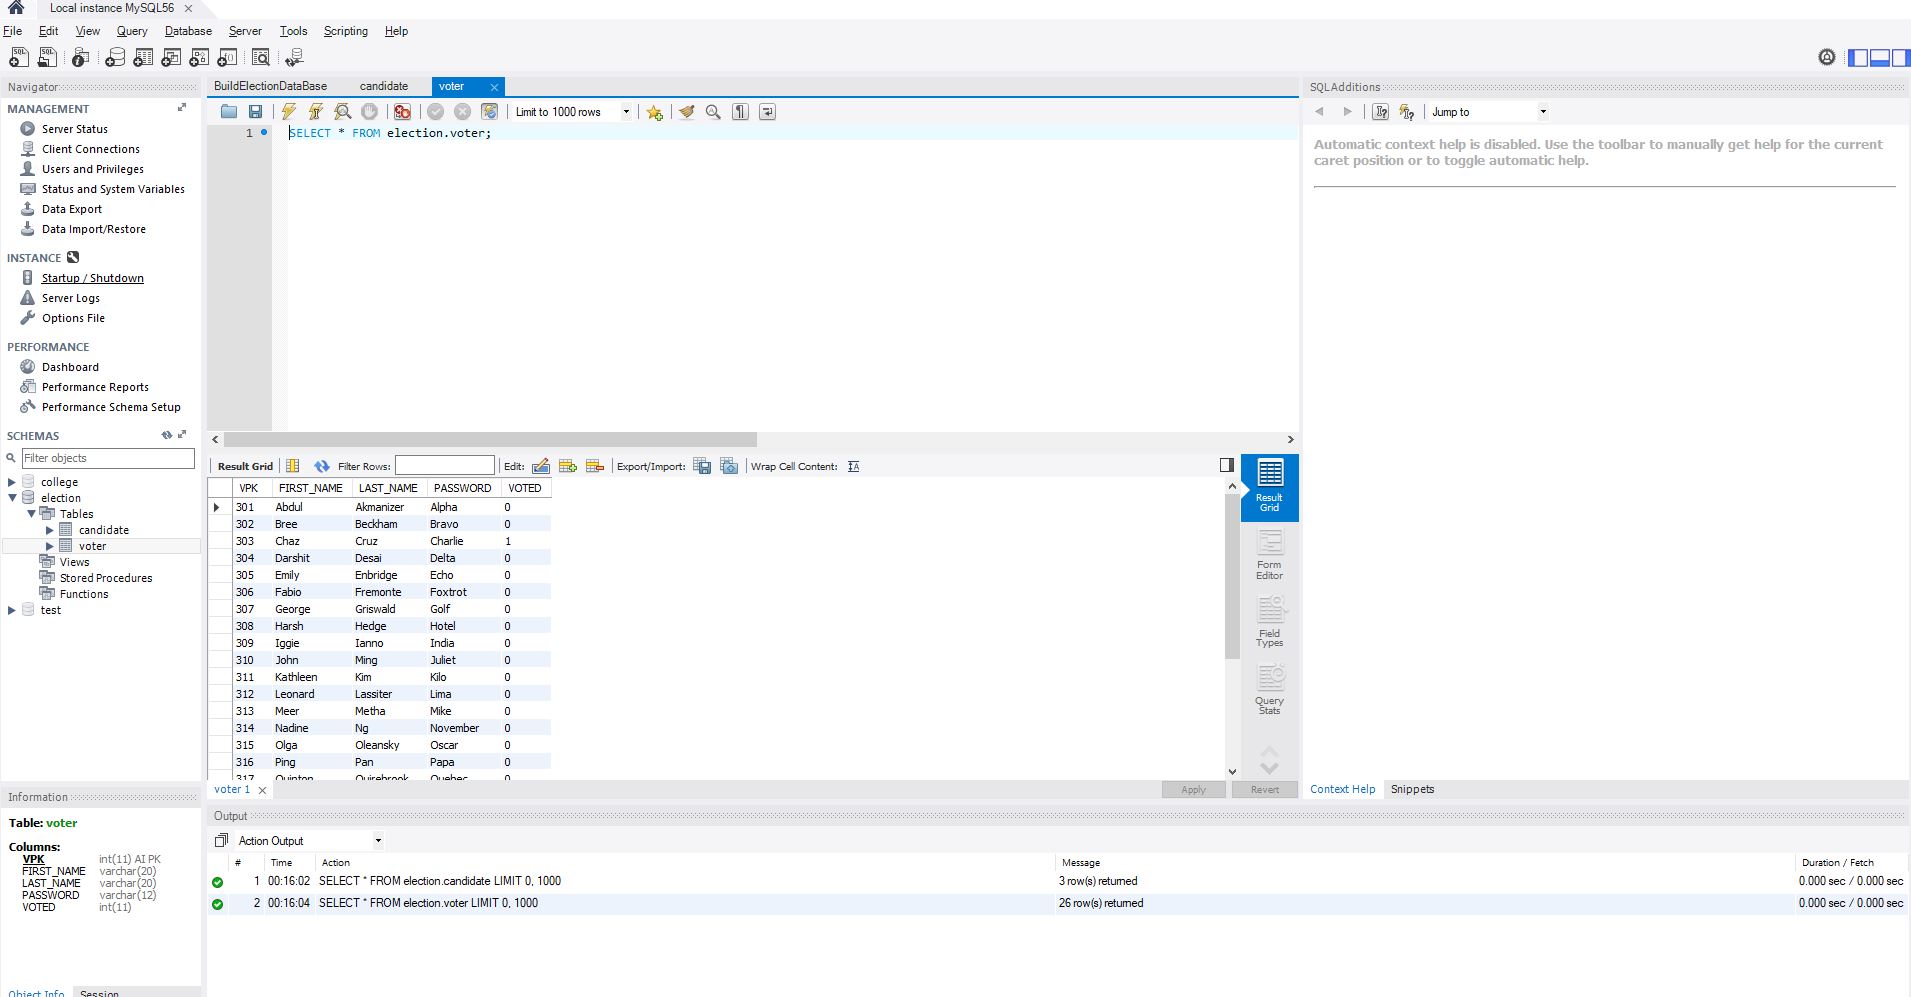 Local instance MySQL56
File Edit View Query Database Server Tools Scripting Help
Navigator
MANAGEMENT
Server Status
Client Connections
Users and Privileges
Status and System Variables
Data Export
Data Import/Restore
INSTANCE
Startup / Shutdown
Server Logs
Options File
PERFORMANCE
Dashboard
Performance Reports
Performance Schema Setup
SCHEMAS
Filter objects
college
election
Tables
candidate
voter
Views
Stored Procedures
Functions
test
Information
Table: voter
Columns:
VPK int(11) AI PK
FIRST_NAME varchar(20)
LAST_NAME varchar(20)
PASSWORD varchar(12)
VOTED int(11)
Object Info Session
BuildElectionDataBase candidate voter
Limit to 1000 rows
1 SELECT * FROM election.voter;
Result Grid Filter Rows: Edit: Export/Import: Wrap Cell Content:
VPK FIRST_NAME LAST_NAME PASSWORD VOTED
301 Abdul Akmanizer Alpha 0
302 Bree Beckham Bravo 0
303 Chaz Cruz Charlie 1
304 Darshit Desai Delta 0
305 Emily Enbridge Echo 0
306 Fabio Fremonte Foxtrot 0
307 George Griswald Golf 0
308 Harsh Hedge Hotel 0
309 Iggie Ianno India 0
310 John Ming Juliet 0
311 Kathleen Kim Kilo 0
312 Leonard Lassiter Lima 0
313 Meer Metha Mike 0
314 Nadine Ng November 0
315 Olga Oleansky Oscar 0
316 Ping Pan Papa 0
317 Quinton Quirebrook Quebec 0
Result Grid
Form Editor
Field Types
Query Stats
voter 1 Apply Revert
SQLAdditions
Jump to
Automatic context help is disabled. Use the toolbar to manually get help for the current
caret position or to toggle automatic help.
Context Help Snippets
Output
Action Output
# Time Action Message Duration / Fetch
1 00:16:02 SELECT * FROM election.candidate LIMIT 0, 1000 3 row(s) returned 0.000 sec / 0.000 sec
2 00:16:04 SELECT * FROM election.voter LIMIT 0, 1000 26 row(s) returned 0.000 sec / 0.000 sec